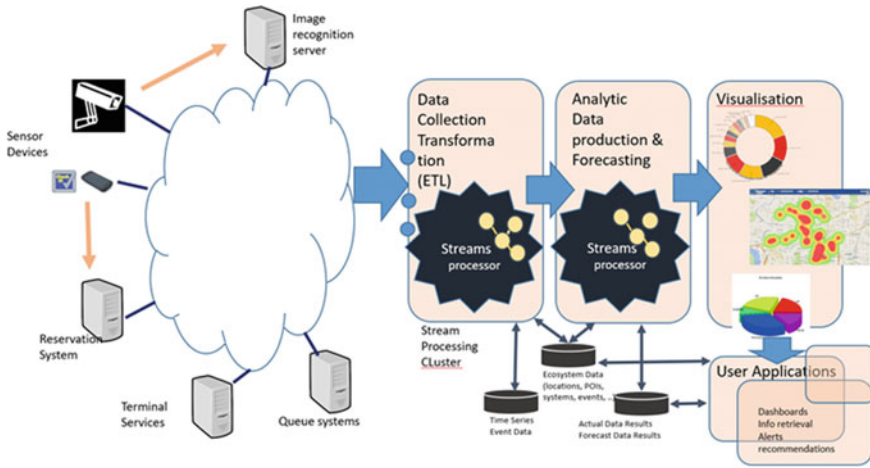 Image
recognition
server
Sensor
Devices
Reservation
System
Terminal
Services
Queue systems
Data
Collection
Transforma
tion
(ETL)
Streams
processor
Stream
Processing
CLuster
Analytic
Data
production &
Forecasting
Streams
processor
Visualisation
Time Series
Event Data
Ecosystem Data
(locations, POIs,
systems, events, ..
Actual Data Results
Forecast Data Results
User Applications
Dashboards
Info retrieval
Alerts
recommendations